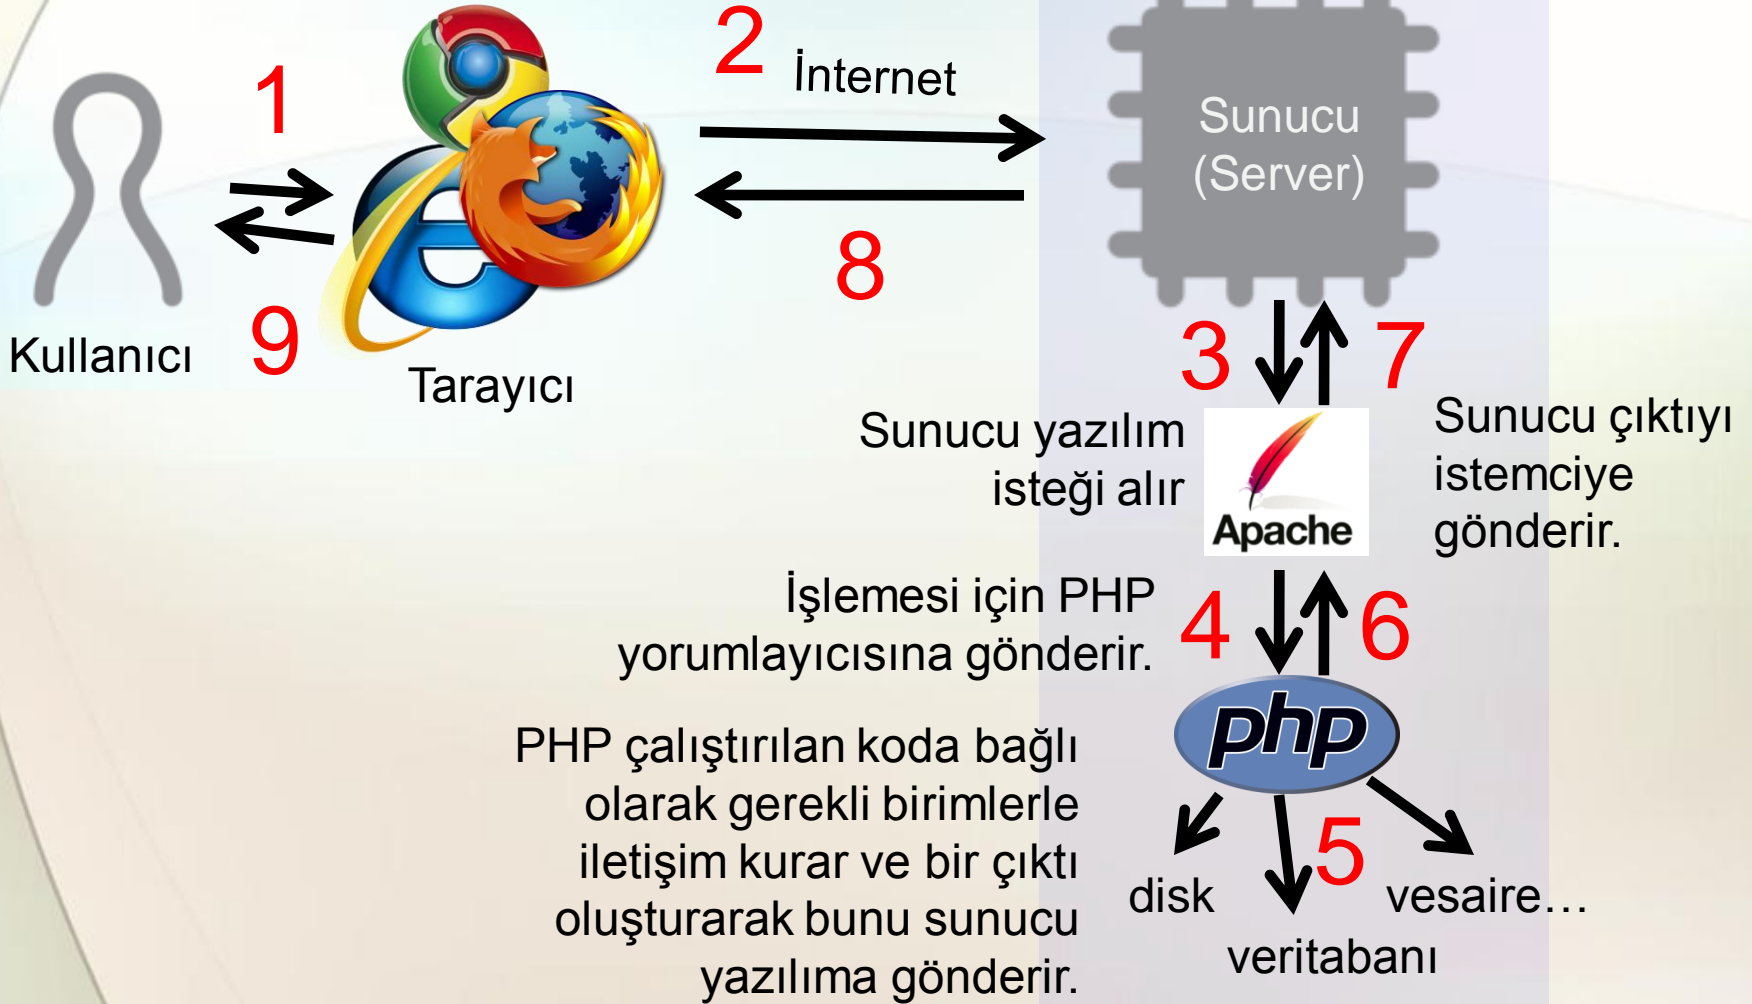 1
2
İnternet
Sunucu
(Server)
8
9
Kullanıcı
Tarayıcı
3
7
Sunucu yazılım
isteği alır
Apache
Sunucu çıktıyı
istemciye
gönderir.
İşlemesi için PHP
yorumlayıcısına gönderir.
4
6
php
PHP çalıştırılan koda bağlı
olarak gerekli birimlerle
iletişim kurar ve bir çıktı
oluşturarak bunu sunucu
yazılıma gönderir.
5
disk
vesaire…
veritabanı